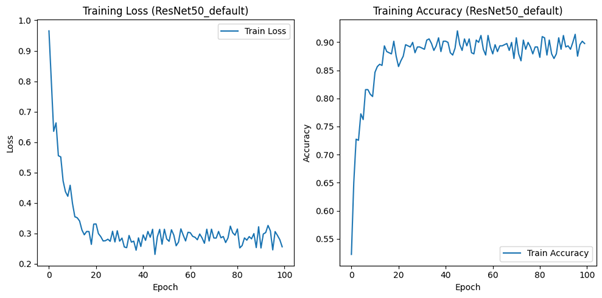 Training Loss (ResNet50_default)
Train Loss
1.0
0.9
0.8
0.7
0.6
0.5
0.4
0.3
0.2
Loss
0 20 40 60 80 100
Epoch
Training Accuracy (ResNet50_default)
0.90
0.85
0.80
0.75
0.70
0.65
0.60
0.55
Accuracy
Train Accuracy
0 20 40 60 80 100
Epoch